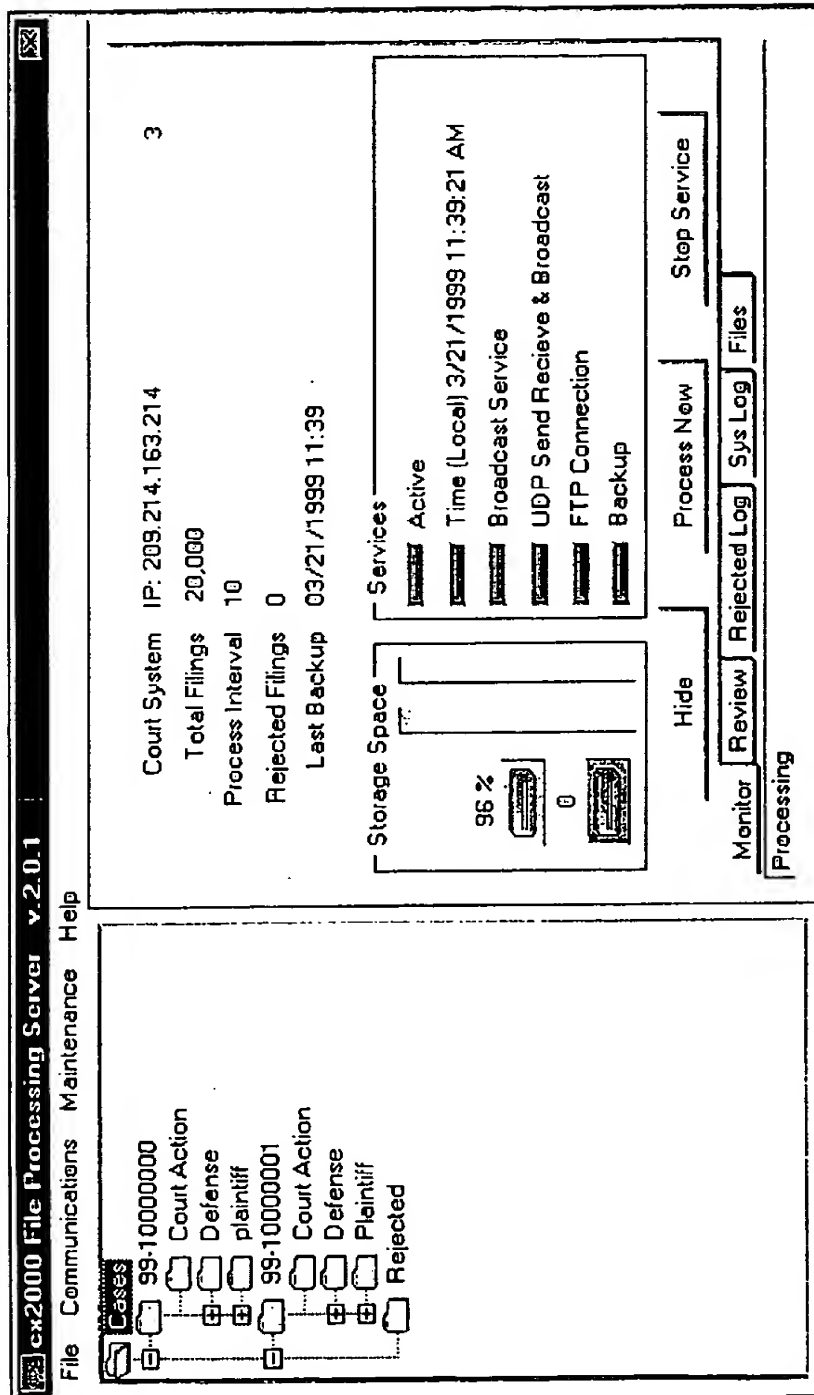 cx2000 File Processing Server v.2.0.1
File Communications Maintenance Help
Cases
99-10000000
Court Action
Defense
plaintiff
99-10000001
Court Action
Defense
Plaintiff
Rejected
Court System IP: 209.214.163.214 3
Total Filings 20,000
Process Interval 10
Rejected Filings 0
Last Backup 03/21/1999 11:39
Storage Space
96 %
0
Services
Active
Time (Local) 3/21/1999 11:39:21 AM
Broadcast Service
UDP Send Recieve & Broadcast
FTP Connection
Backup
Hide Process Now Stop Service
Monitor Review Rejected Log Sys Log Files
Processing